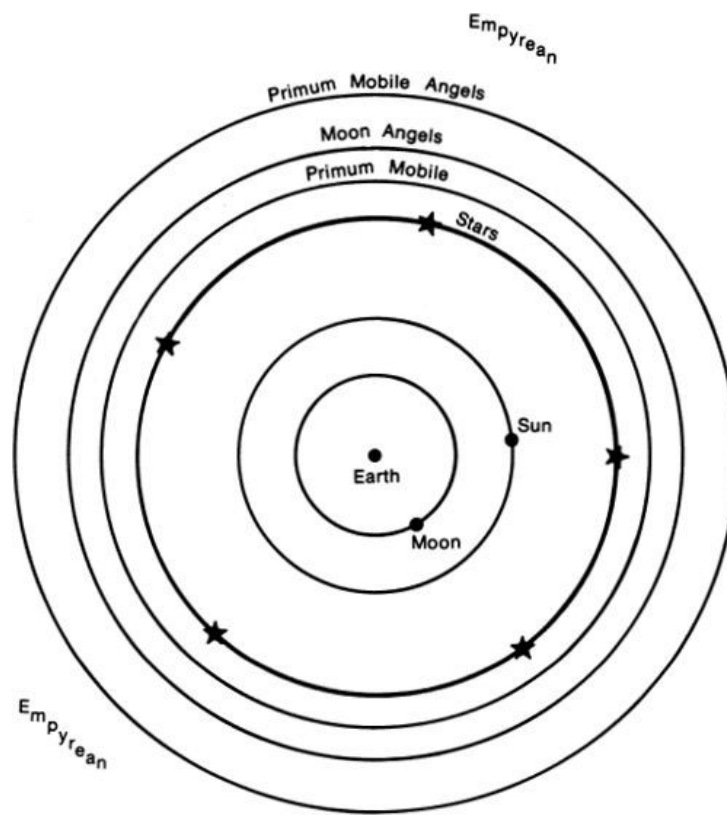 Empyrean
Primum Mobile Angels
Moon Angels
Primum Mobile
Stars
Sun
Earth
Moon
Empyrean